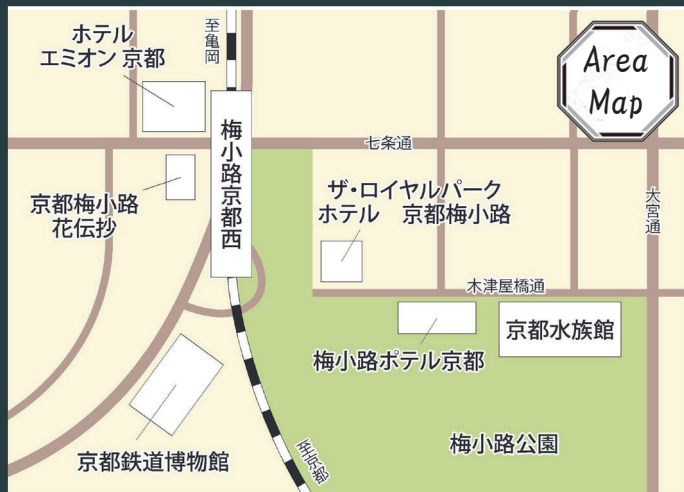 ホテル
エミオン 京都
至亀岡
Area
Map
梅小路京都西
七条通
京都梅小路
花伝抄
ザ・ロイヤルパーク
ホテル 京都梅小路
大宮通
木津屋橋通
京都水族館
梅小路ポテル京都
京都鉄道博物館
至京都
梅小路公園